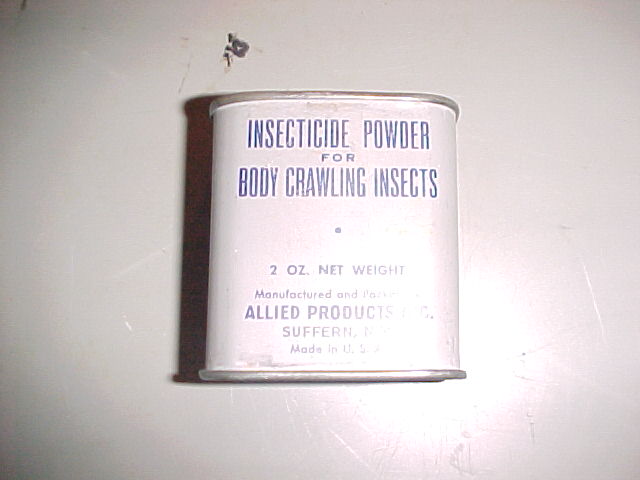 INSECTICIDE POWDER
FOR
BODY CRAWLING INSECTS
2 OZ. NET WEIGHT
Manufactured and
ALLIED PRODUCTS
SUFFERN,
Made in U. S.